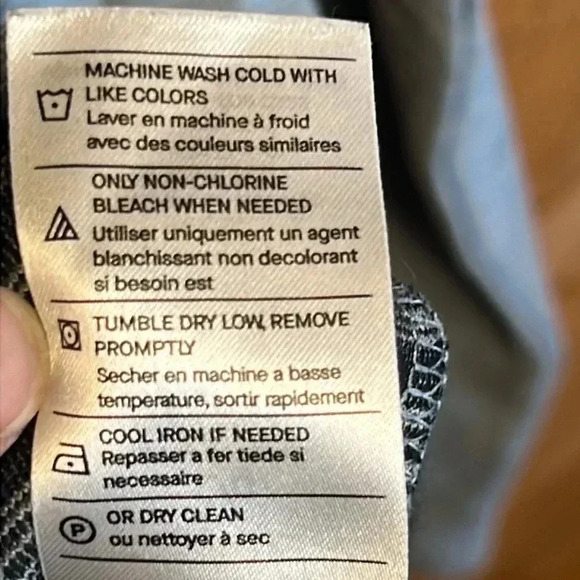 MACHINE WASH COLD WITH
LIKE COLORS
Laver en machine à froid
avec des couleurs similaires
ONLY NON-CHLORINE
BLEACH WHEN NEEDED
Utiliser uniquement un agent
blanchissant non decolorant
si besoin est
TUMBLE DRY LOW, REMOVE
PROMPTLY
Secher en machine a basse
temperature, sortir rapidement
COOL IRON IF NEEDED
Repasser a fer tiede si
necessaire
P OR DRY CLEAN
ou nettoyer à sec